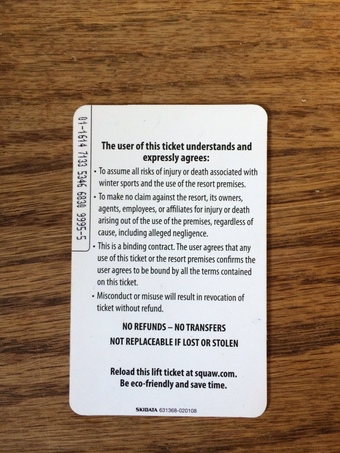 01-1614 7133 5346 6838 9995-5
The user of this ticket understands and
expressly agrees:
• To assume all risks of injury or death associated with
winter sports and the use of the resort premises.
• To make no claim against the resort, its owners,
agents, employees, or affiliates for injury or death
arising out of the use of the premises, regardless of
cause, including alleged negligence.
• This is a binding contract. The user agrees that any
use of this ticket or the resort premises confirms the
user agrees to be bound by all the terms contained
on this ticket.
• Misconduct or misuse will result in revocation of
ticket without refund.
NO REFUNDS – NO TRANSFERS
NOT REPLACEABLE IF LOST OR STOLEN
Reload this lift ticket at squaw.com.
Be eco-friendly and save time.
SKIDATA 631368-020108